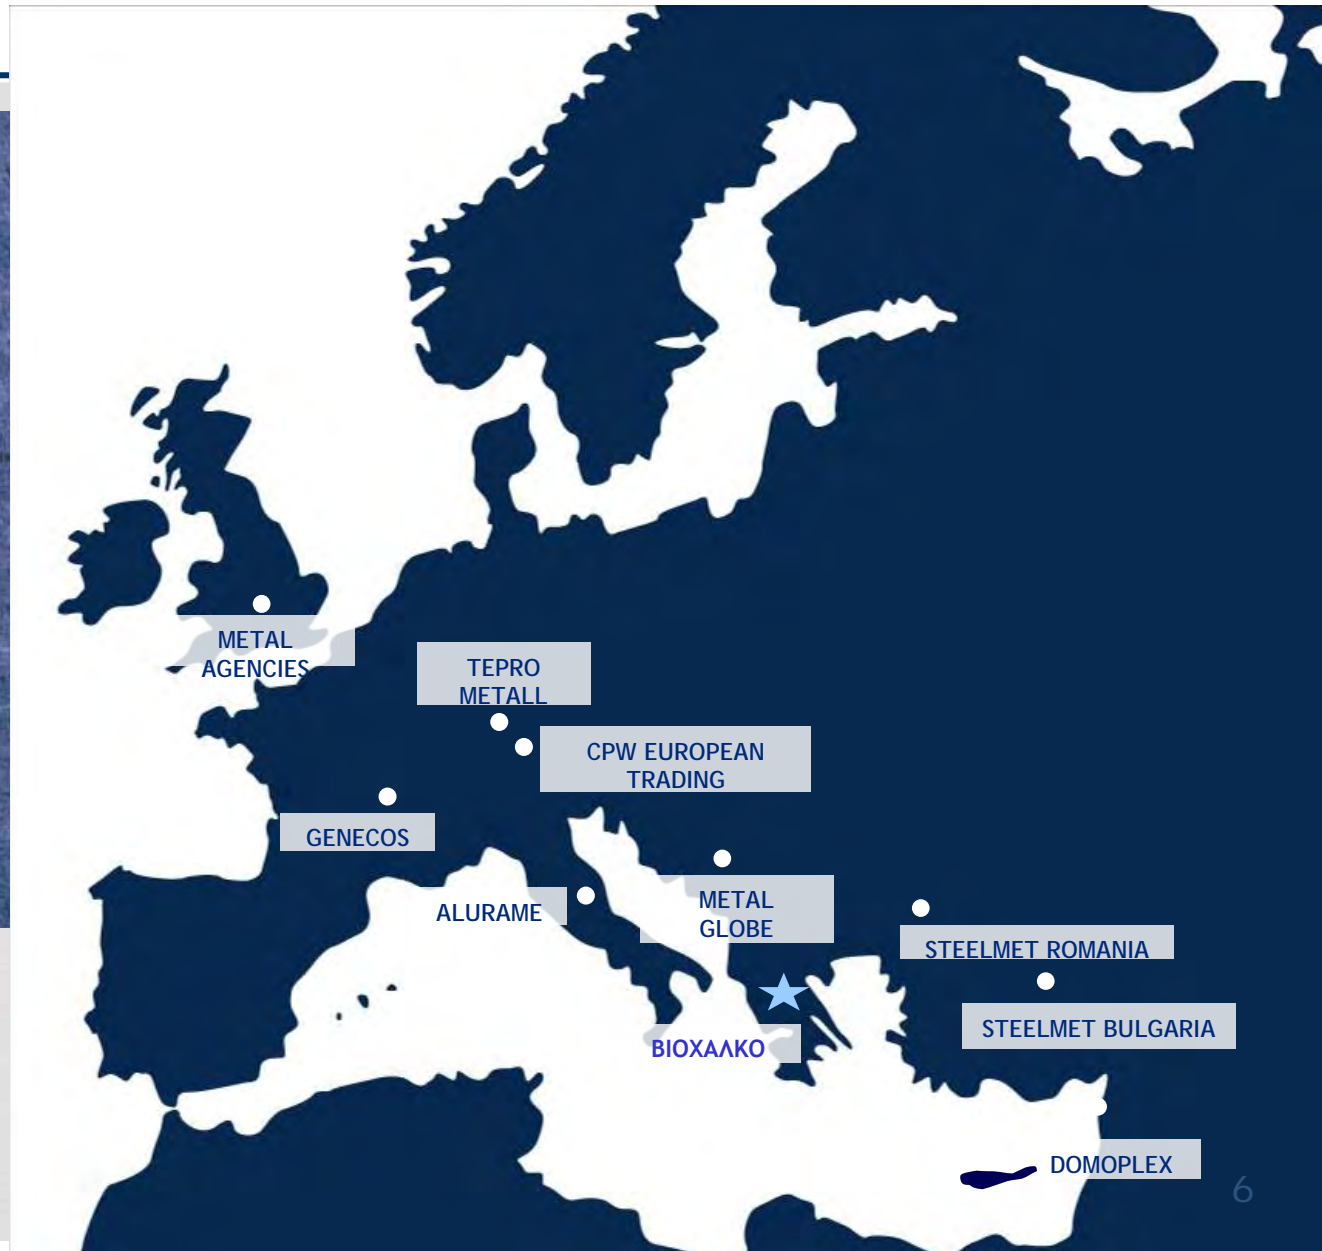 METAL
AGENCIES
TEPRO
METALL
CPW EUROPEAN
TRADING
GENECOS
ALURAME
METAL
GLOBE
STEELMET ROMANIA
STEELMET BULGARIA
ΒΙΟΧΑΛΚΟ
DOMOPLEX
6